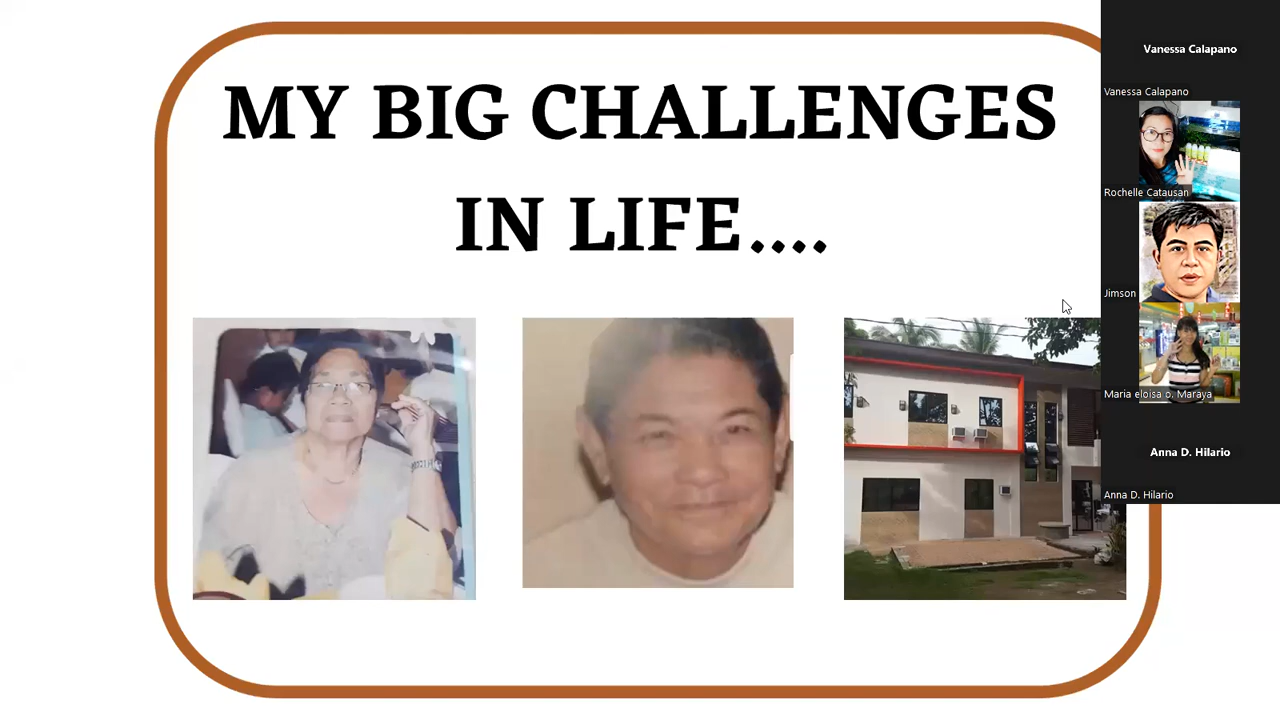 MY BIG CHALLENGES
IN LIFE....
Vanessa Calapano
Vanessa Calapano
Rochelle Catausan
Jimson
Maria eloisa o. Maraya
Anna D. Hilario
Anna D. Hilario